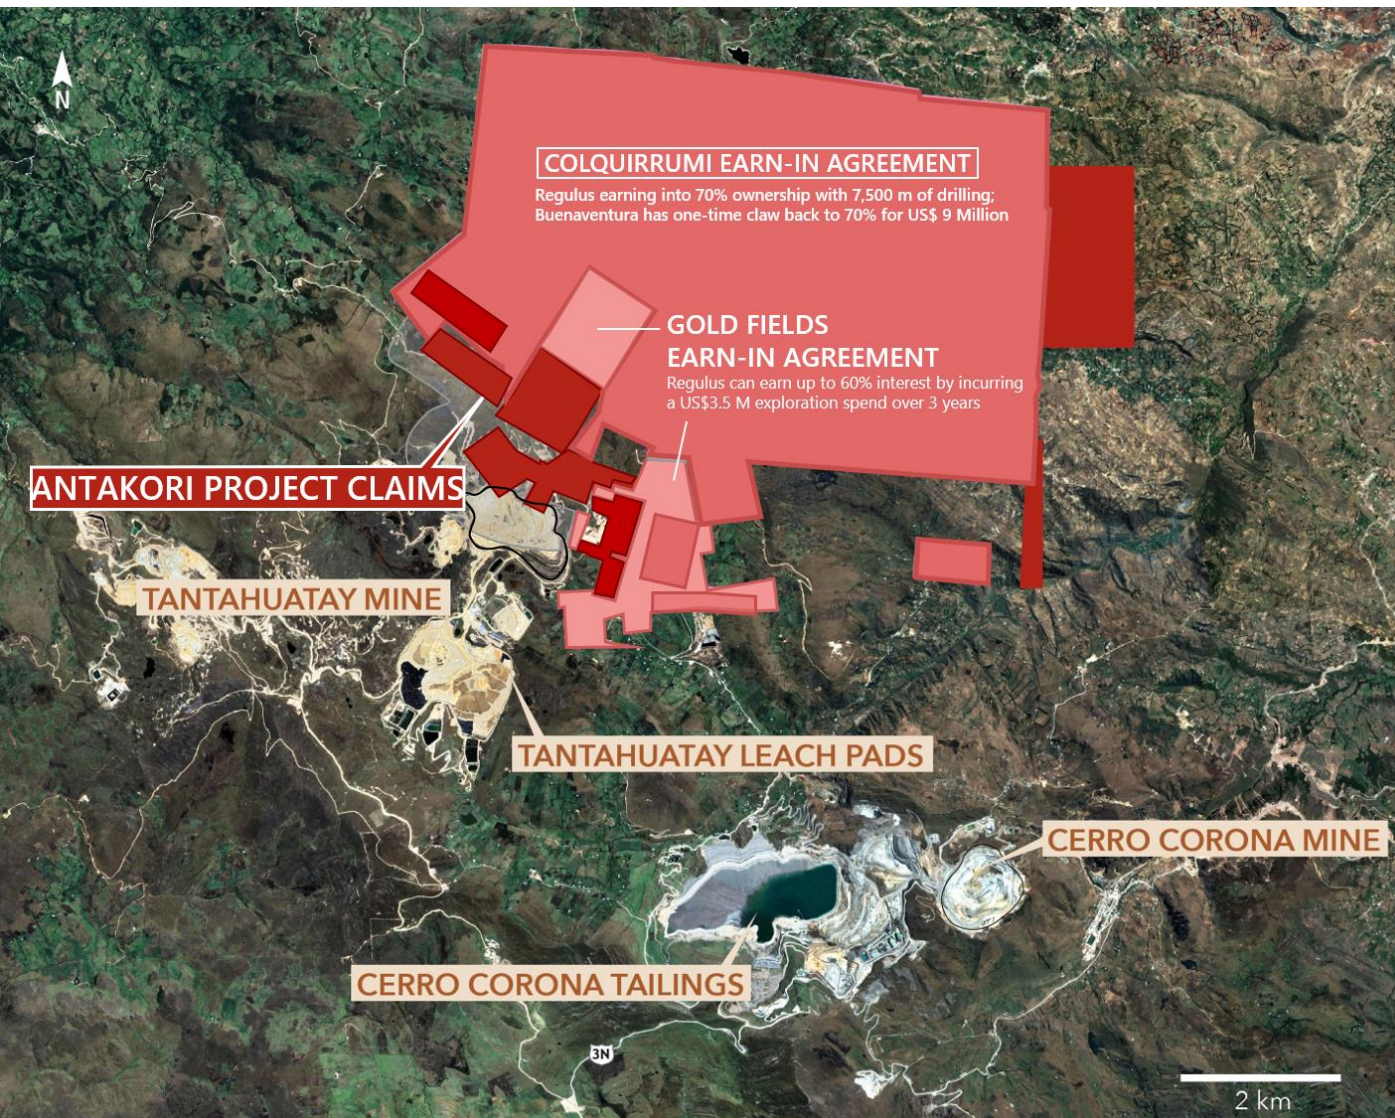 N
COLQUIRRUMI EARN-IN AGREEMENT
Regulus earning into 70% ownership with 7,500 m of drilling;
Buenaventura has one-time claw back to 70% for US$ 9 Million
GOLD FIELDS
EARN-IN AGREEMENT
Regulus can earn up to 60% interest by incurring
a US$3.5 M exploration spend over 3 years
ANTAKORI PROJECT CLAIMS
TANTAHUATAY MINE
TANTAHUATAY LEACH PADS
CERRO CORONA MINE
CERRO CORONA TAILINGS
3N
2 km